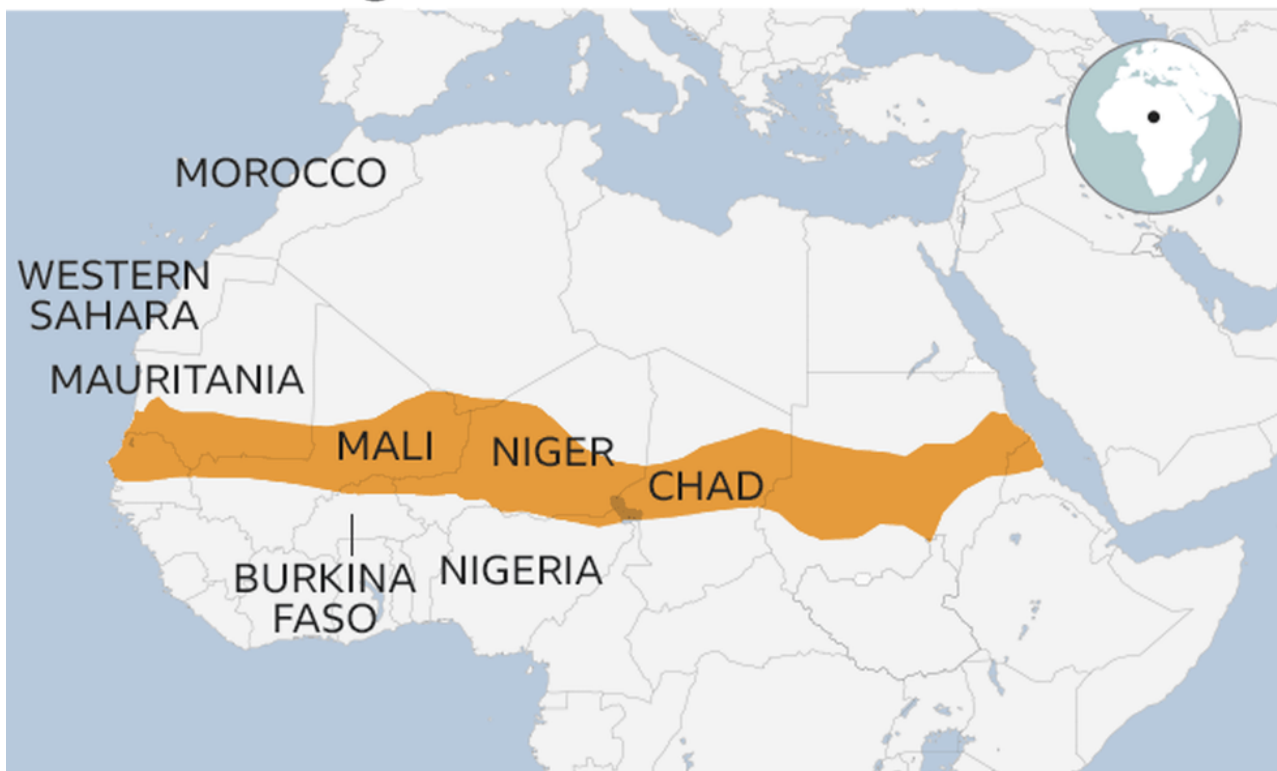 MOROCCO
WESTERN
SAHARA
MAURITANIA
MALI
NIGER
CHAD
BURKINA
FASO
NIGERIA